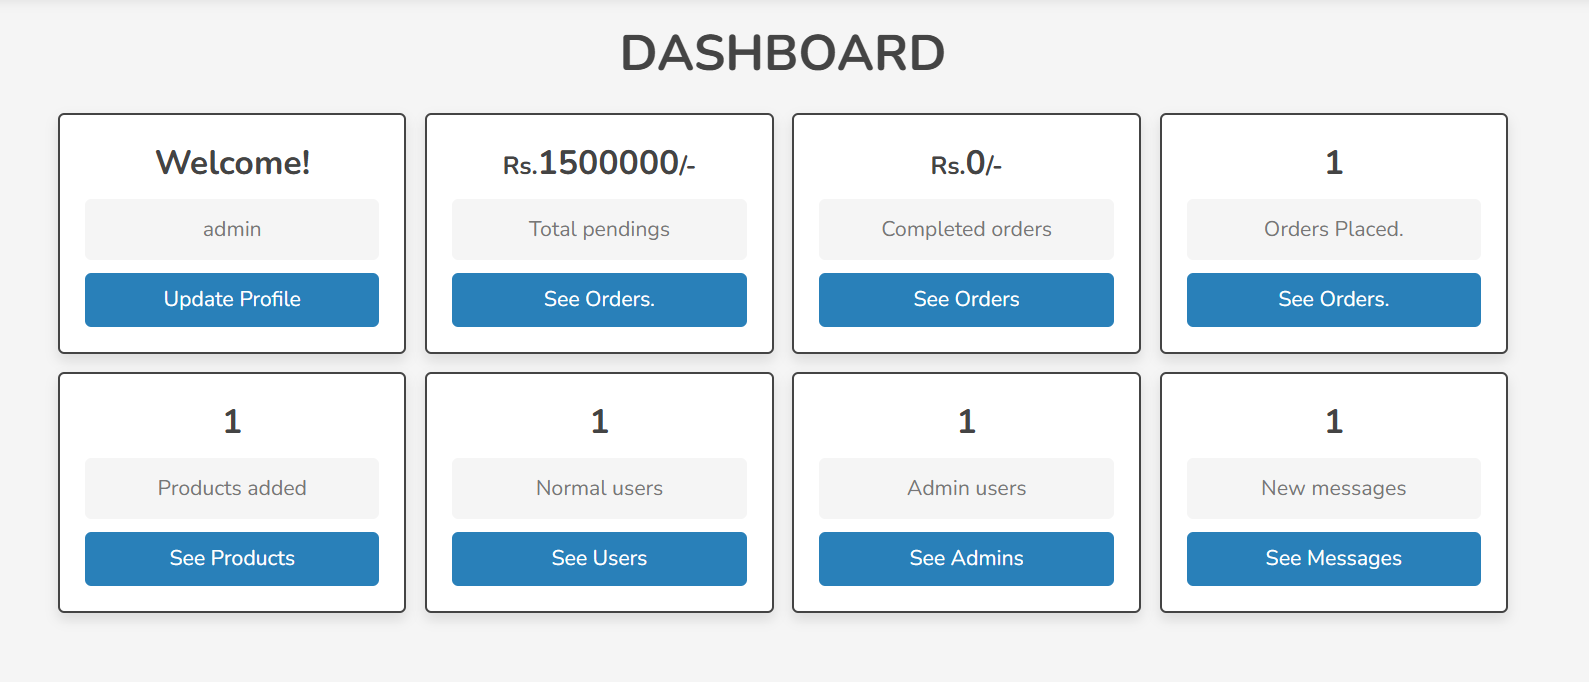 DASHBOARD
Welcome!
admin
Update Profile
Rs.1500000/-
Total pendings
See Orders.
Rs.0/-
Completed orders
See Orders
1
Orders Placed.
See Orders.
1
Products added
See Products
1
Normal users
See Users
1
Admin users
See Admins
1
New messages
See Messages